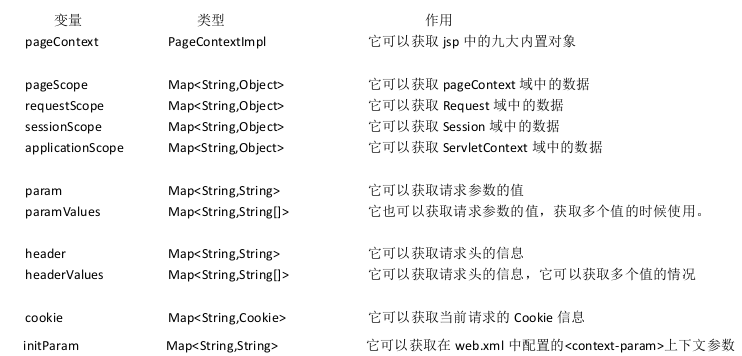 变量 类型 作用
pageContext PageContextImpl 它可以获取 jsp 中的九大内置对象
pageScope Map<String,Object> 它可以获取 pageContext 域中的数据
requestScope Map<String,Object> 它可以获取 Request 域中的数据
sessionScope Map<String,Object> 它可以获取 Session 域中的数据
applicationScope Map<String,Object> 它可以获取 ServletContext 域中的数据
param Map<String,String> 它可以获取请求参数的值
paramValues Map<String,String[]> 它也可以获取请求参数的值，获取多个值的时候使用。
header Map<String,String> 它可以获取请求头的信息
headerValues Map<String,String[]> 它可以获取请求头的信息，它可以获取多个值的情况
cookie Map<String,Cookie> 它可以获取当前请求的 Cookie 信息
initParam Map<String,String> 它可以获取在 web.xml 中配置的<context-param>上下文参数